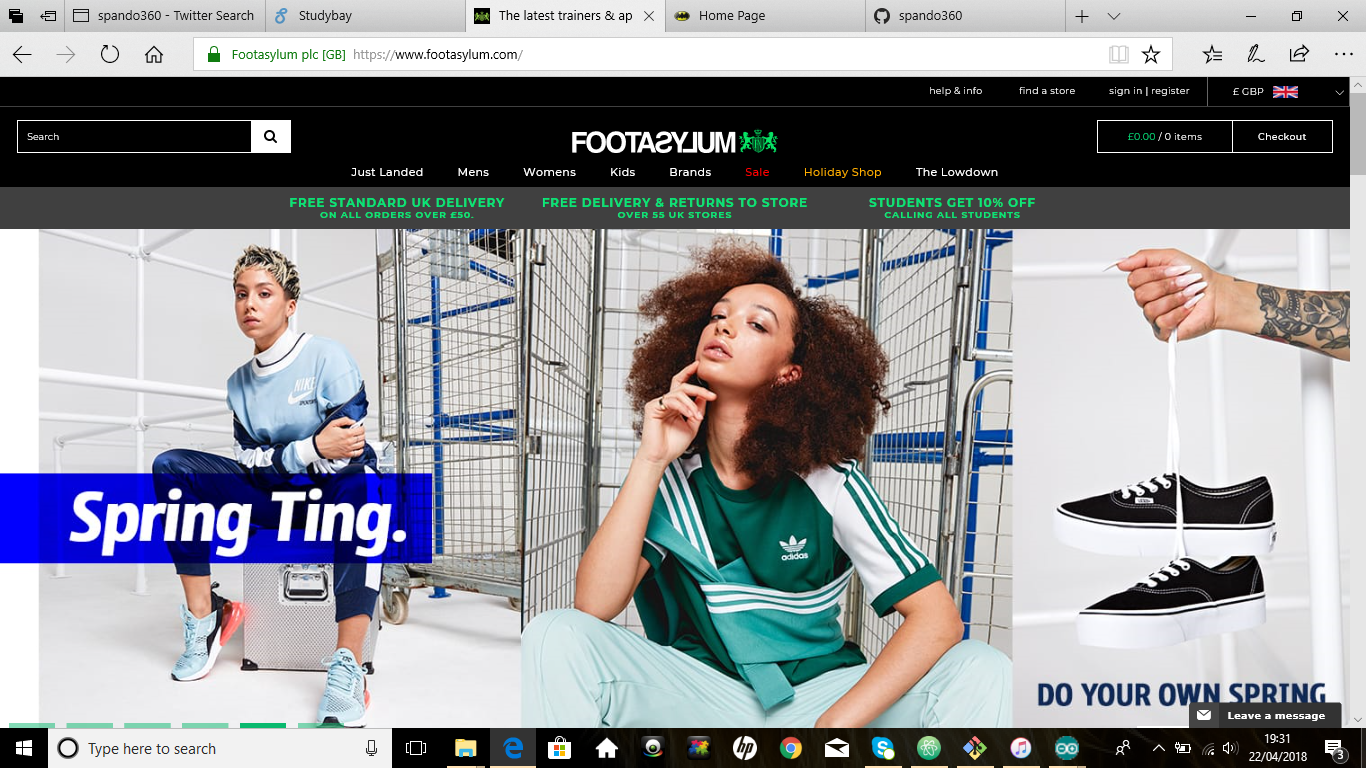 spando360 - Twitter Search
Studybay
The latest trainers & ap
Home Page
spando360
Footasylum plc [GB] https://www.footasylum.com/
help & info
find a store
sign in | register
£ GBP
Search
FOOTASYLUM
£0.00 / 0 items
Checkout
Just Landed
Mens
Womens
Kids
Brands
Sale
Holiday Shop
The Lowdown
FREE STANDARD UK DELIVERY
ON ALL ORDERS OVER £50.
FREE DELIVERY & RETURNS TO STORE
OVER 55 UK STORES
STUDENTS GET 10% OFF
CALLING ALL STUDENTS
NIKE
Spring Ting.
adidas
DO YOUR OWN SPRING
Leave a message
Type here to search
hp
19:31
22/04/2018
3